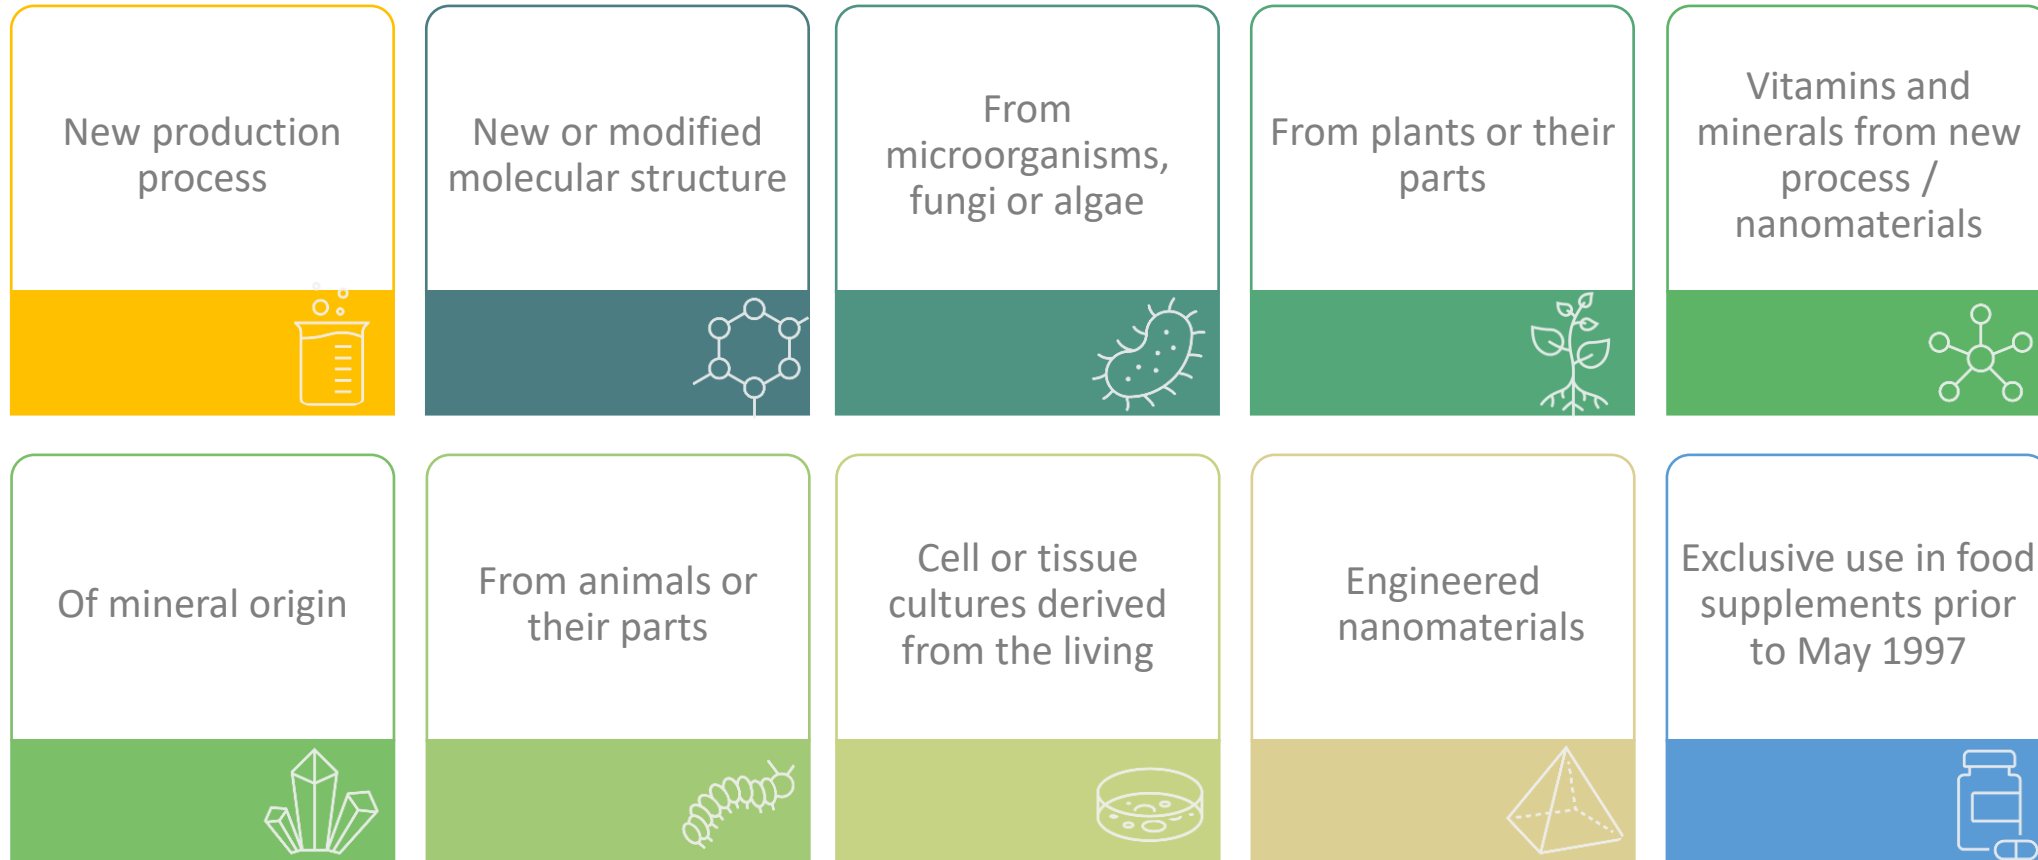 New production
process
New or modified
molecular structure
From
microorganisms,
fungi or algae
From plants or their
parts
Vitamins and
minerals from new
process /
nanomaterials
Of mineral origin
From animals or
their parts
Cell or tissue
cultures derived
from the living
Engineered
nanomaterials
Exclusive use in food
supplements prior
to May 1997